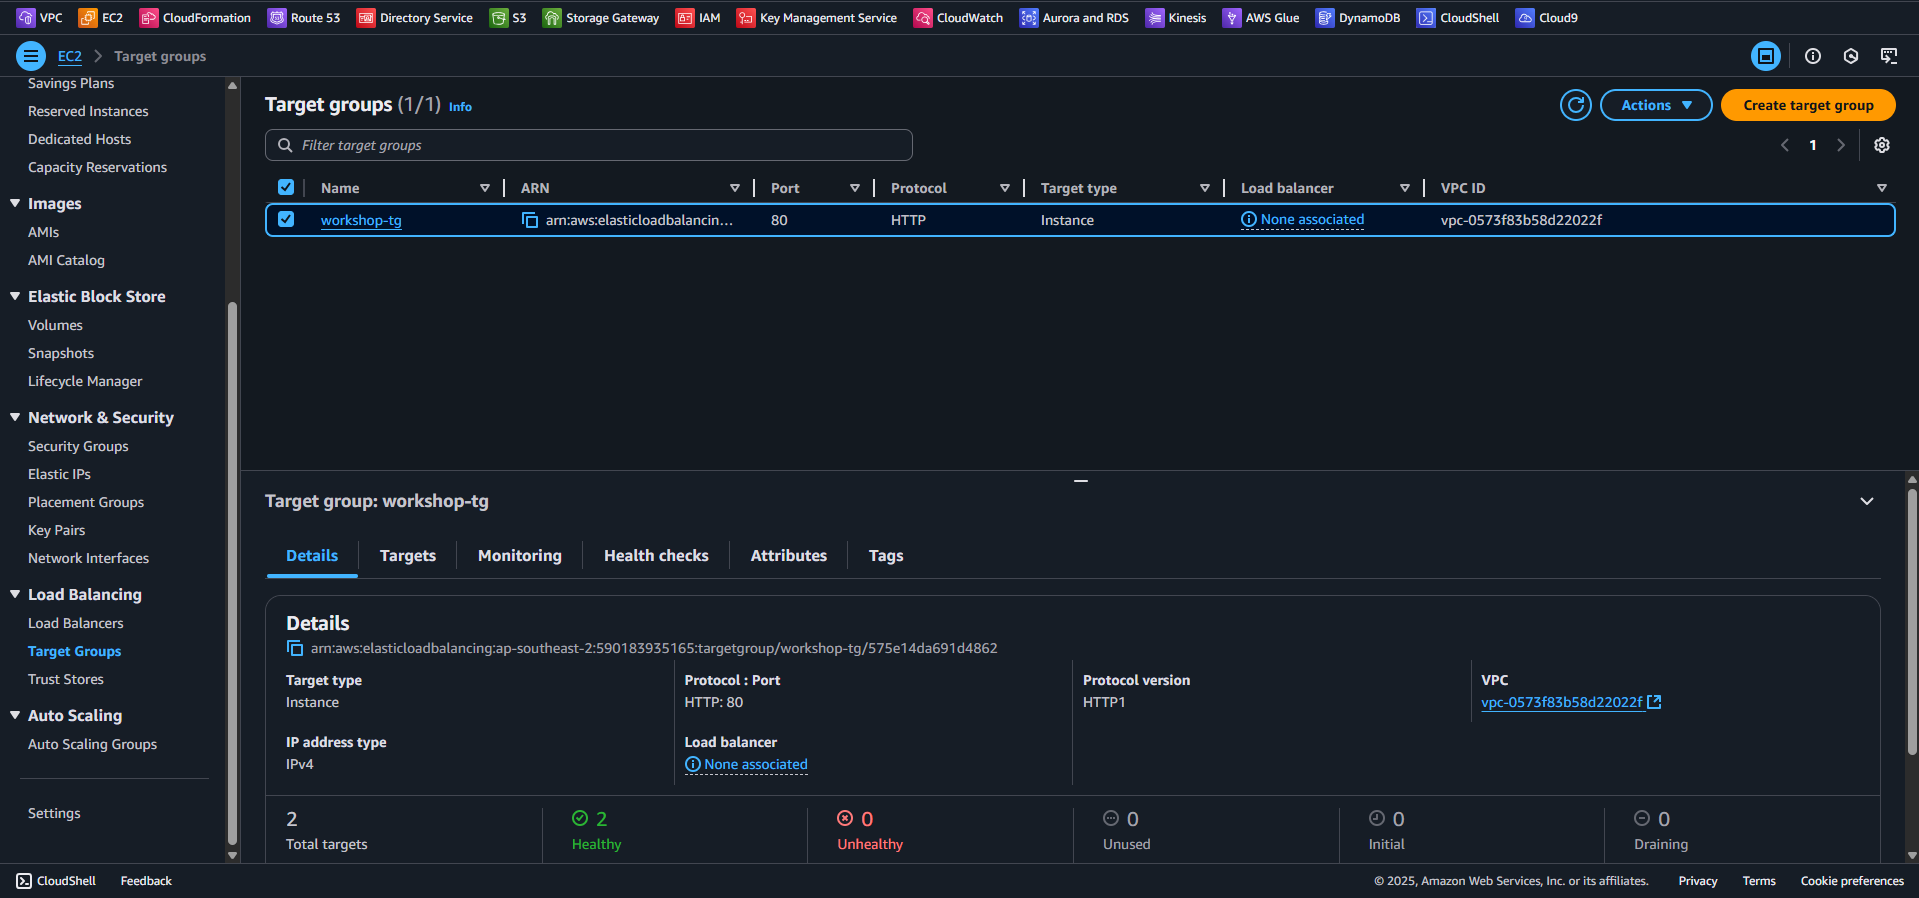 VPC EC2 CloudFormation Route 53 Directory Service S3 Storage Gateway IAM Key Management Service CloudWatch Aurora and RDS Kinesis AWS Glue DynamoDB CloudShell Cloud9
EC2 Target groups
Savings Plans
Reserved Instances
Dedicated Hosts
Capacity Reservations
Images
AMIs
AMI Catalog
Elastic Block Store
Volumes
Snapshots
Lifecycle Manager
Network & Security
Security Groups
Elastic IPs
Placement Groups
Key Pairs
Network Interfaces
Load Balancing
Load Balancers
Target Groups
Trust Stores
Auto Scaling
Auto Scaling Groups
Settings
Target groups (1/1) Info
Actions
Create target group
Filter target groups
1
Name ARN Port Protocol Target type Load balancer VPC ID
workshop-tg arn:aws:elasticloadbalancin... 80 HTTP Instance None associated vpc-0573f83b58d22022f
Target group: workshop-tg
Details Targets Monitoring Health checks Attributes Tags
Details
arn:aws:elasticloadbalancing:ap-southeast-2:590183935165:targetgroup/workshop-tg/575e14da691d4862
Target type Protocol : Port Protocol version VPC
Instance HTTP: 80 HTTP1 vpc-0573f83b58d22022f
IP address type Load balancer
IPv4 None associated
2 2 0 0 0 0
Total targets Healthy Unhealthy Unused Initial Draining
CloudShell Feedback © 2025, Amazon Web Services, Inc. or its affiliates. Privacy Terms Cookie preferences